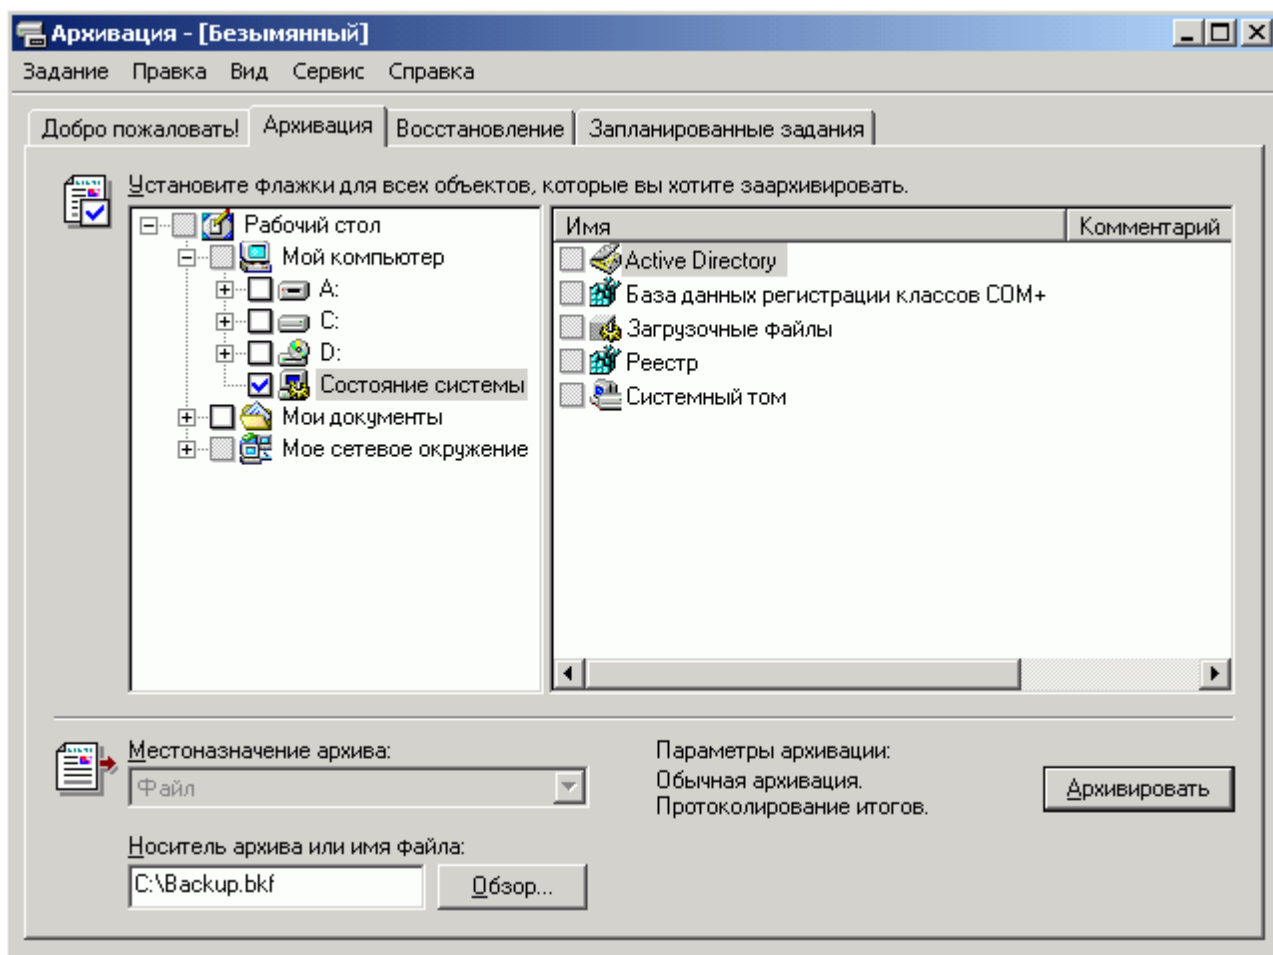 Архивация - [Безымянный]
Задание Правка Вид Сервис Справка
Добро пожаловать! Архивация Восстановление Запланированные задания
Установите флажки для всех объектов, которые вы хотите заархивировать.
Рабочий стол
Мой компьютер
A:
C:
D:
Состояние системы
Мои документы
Мое сетевое окружение
Имя Комментарий
Active Directory
База данных регистрации классов COM+
Загрузочные файлы
Реестр
Системный том
Местоназначение архива:
Файл
Носитель архива или имя файла:
C:\Backup.bkf
Обзор...
Параметры архивации:
Обычная архивация.
Протоколирование итогов.
Архивировать